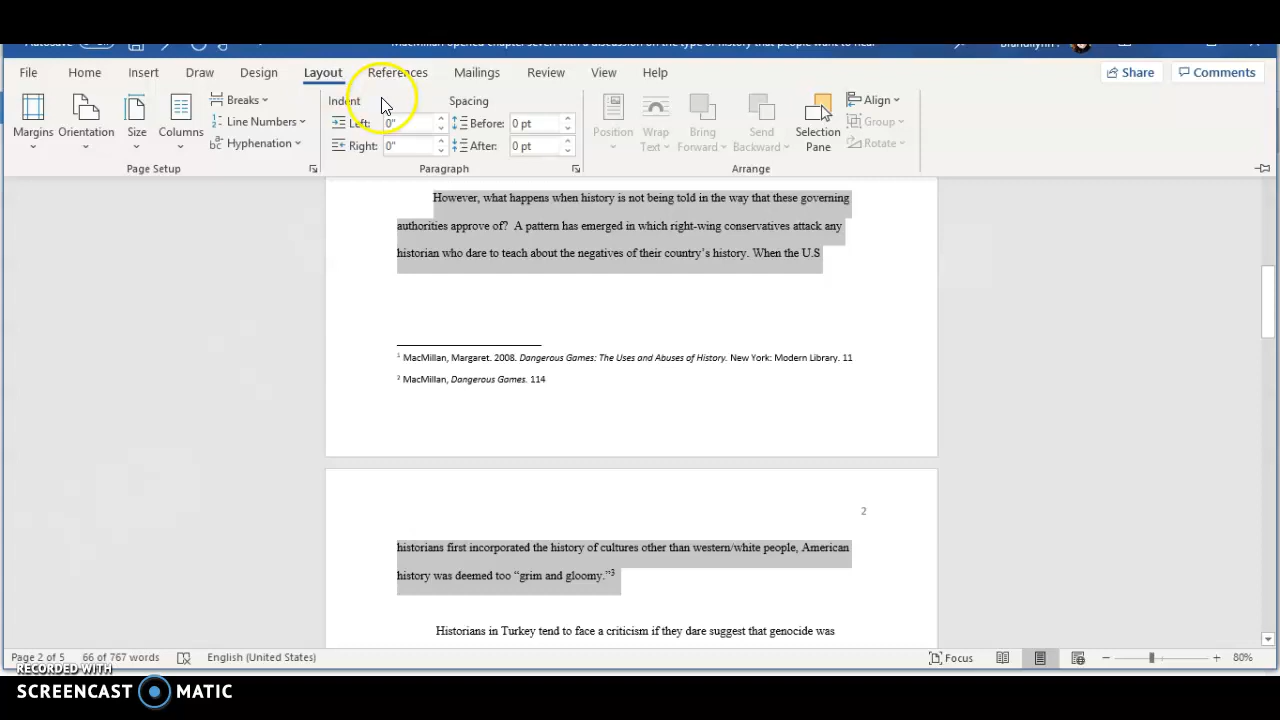 MacMillan opened chapter seven with a discussion on the type of history that people want to hear
File Home Insert Draw Design Layout References Mailings Review View Help Share Comments
Margins Orientation Size Columns
Breaks
Line Numbers
Hyphenation
Page Setup
Indent Spacing
Left: 0" Before: 0 pt
Right: 0" After: 0 pt
Paragraph
Position Wrap Text Bring Forward Send Backward Selection Pane
Align
Group
Rotate
Arrange
However, what happens when history is not being told in the way that these governing
authorities approve of? A pattern has emerged in which right-wing conservatives attack any
historian who dare to teach about the negatives of their country’s history. When the U.S
1 MacMillan, Margaret. 2008. Dangerous Games: The Uses and Abuses of History. New York: Modern Library. 11
2 MacMillan, Dangerous Games. 114
2
historians first incorporated the history of cultures other than western/white people, American
history was deemed too “grim and gloomy.”3
Historians in Turkey tend to face a criticism if they dare suggest that genocide was
Page 2 of 5 66 of 767 words English (United States) Focus 80%
RECORDED WITH
SCREENCAST MATIC